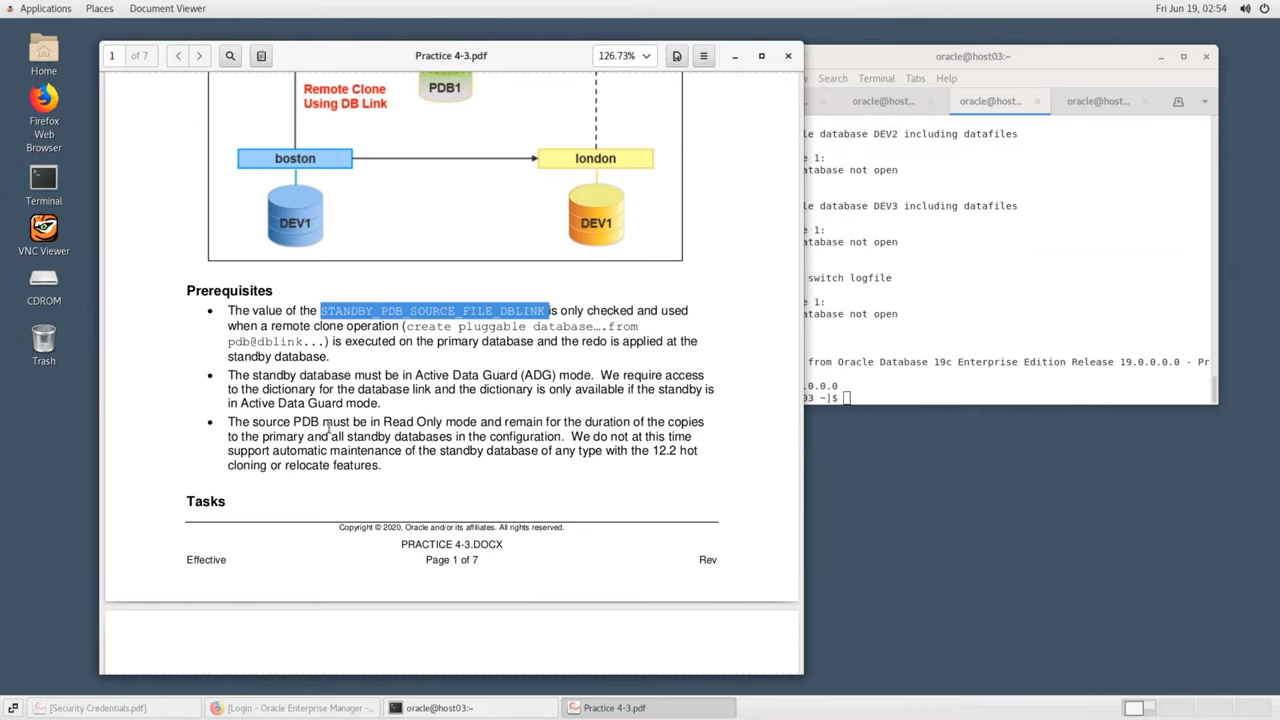 Applications Places Document Viewer Fri Jun 19, 02:54
Home
Firefox
Web
Browser
Terminal
VNC Viewer
CDROM
Trash
1 of 7 Practice 4-3.pdf 126.73%
Remote Clone
Using DB Link
PDB1
boston
london
DEV1
DEV1
Prerequisites
• The value of the STANDBY_PDB_SOURCE_FILE_DBLINK is only checked and used
when a remote clone operation (create pluggable database….from
pdb@dblink...) is executed on the primary database and the redo is applied at the
standby database.
• The standby database must be in Active Data Guard (ADG) mode. We require access
to the dictionary for the database link and the dictionary is only available if the standby is
in Active Data Guard mode.
• The source PDB must be in Read Only mode and remain for the duration of the copies
to the primary and all standby databases in the configuration. We do not at this time
support automatic maintenance of the standby database of any type with the 12.2 hot
cloning or relocate features.
Tasks
Copyright © 2020, Oracle and/or its affiliates. All rights reserved.
PRACTICE 4-3.DOCX
Effective Page 1 of 7 Rev
oracle@host03:~
Search Terminal Tabs Help
oracle@host... oracle@host... oracle@host...
le database DEV2 including datafiles
e 1:
atabase not open
le database DEV3 including datafiles
e 1:
atabase not open
switch logfile
e 1:
atabase not open
from Oracle Database 19c Enterprise Edition Release 19.0.0.0.0 - Pr
.0.0.0
03 ~]$
[Security Credentials.pdf] [Login - Oracle Enterprise Manager -... oracle@host03:~ Practice 4-3.pdf